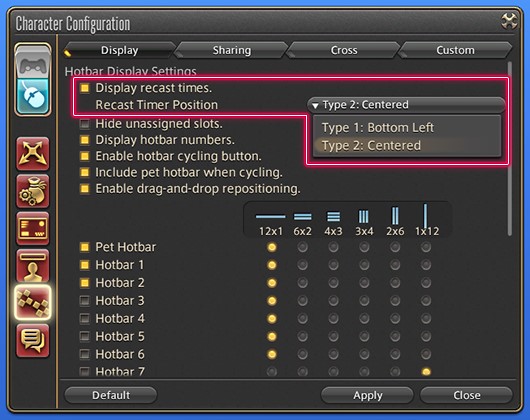 Character Configuration
Display Sharing Cross Custom
Hotbar Display Settings
Display recast times.
Recast Timer Position Type 2: Centered
Type 1: Bottom Left
Type 2: Centered
Hide unassigned slots.
Display hotbar numbers.
Enable hotbar cycling button.
Include pet hotbar when cycling.
Enable drag-and-drop repositioning.
12x1 6x2 4x3 3x4 2x6 1x12
Pet Hotbar
Hotbar 1
Hotbar 2
Hotbar 3
Hotbar 4
Hotbar 5
Hotbar 6
Hotbar 7
Default Apply Close